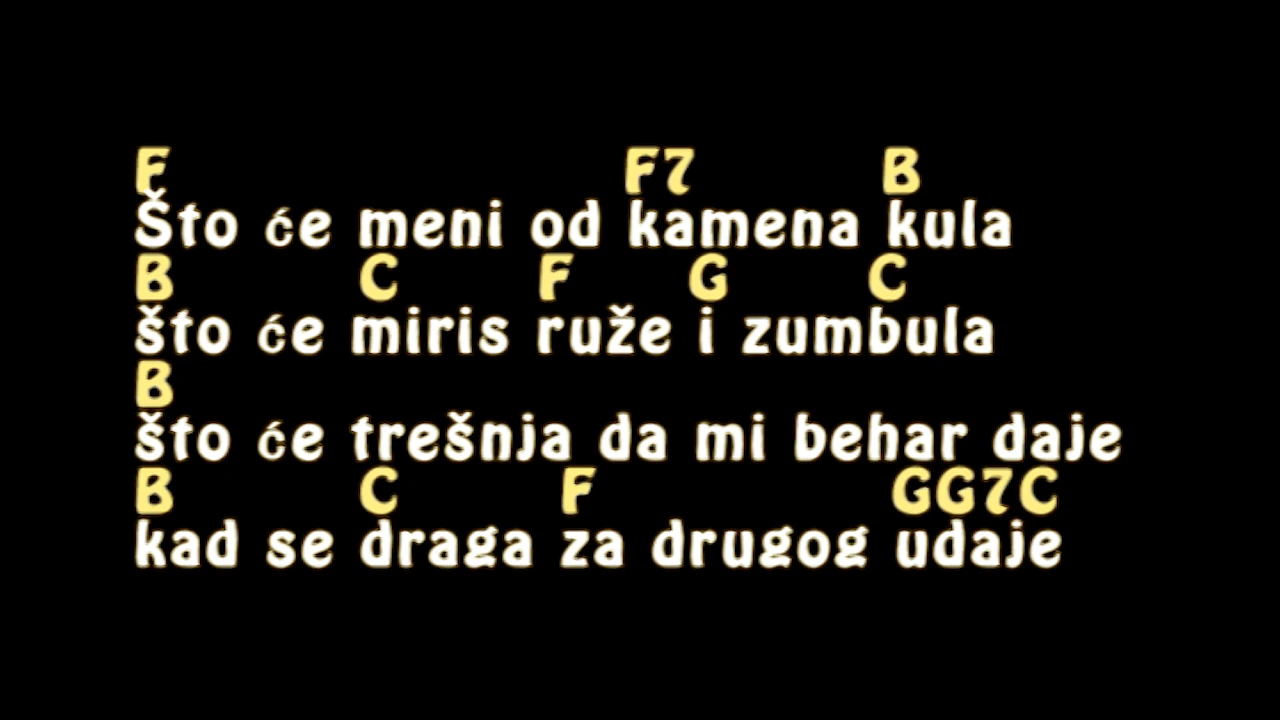 F F7 B
Što će meni od kamena kula
B C F G C
što će miris ruže i zumbula
B
što će trešnja da mi behar daje
B C F GG7C
kad se draga za drugog udaje